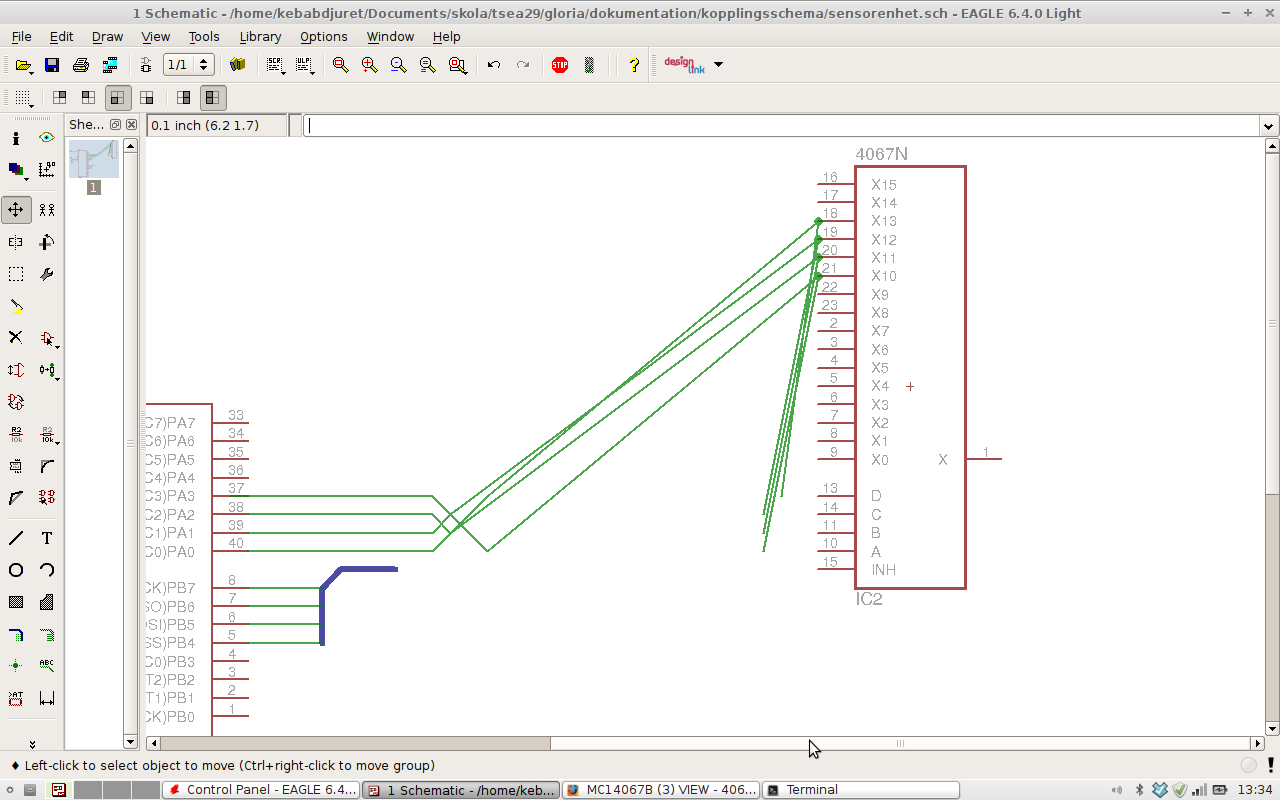 1 Schematic - /home/kebabdjuret/Documents/skola/tsea29/gloria/dokumentation/kopplingsschema/sensorenhet.sch - EAGLE 6.4.0 Light
File Edit Draw View Tools Library Options Window Help
1/1
SCR
ULP
STOP
?
design link
She...
0.1 inch (6.2 1.7)
1
R2 10k
R2 10k
T
ABC
4067N
16 X15
17 X14
18 X13
19 X12
20 X11
21 X10
22 X9
23 X8
2 X7
3 X6
4 X5
5 X4
6 X3
7 X2
8 X1
9 X0 X 1
13 D
14 C
11 B
10 A
15 INH
IC2
C7)PA7 33
C6)PA6 34
C5)PA5 35
C4)PA4 36
C3)PA3 37
C2)PA2 38
C1)PA1 39
C0)PA0 40
CK)PB7 8
SO)PB6 7
OSI)PB5 6
SS)PB4 5
C0)PB3 4
T2)PB2 3
T1)PB1 2
CK)PB0 1
Left-click to select object to move (Ctrl+right-click to move group)
Control Panel - EAGLE 6.4...
1 Schematic - /home/keb...
MC14067B (3) VIEW - 406...
Terminal
13:34